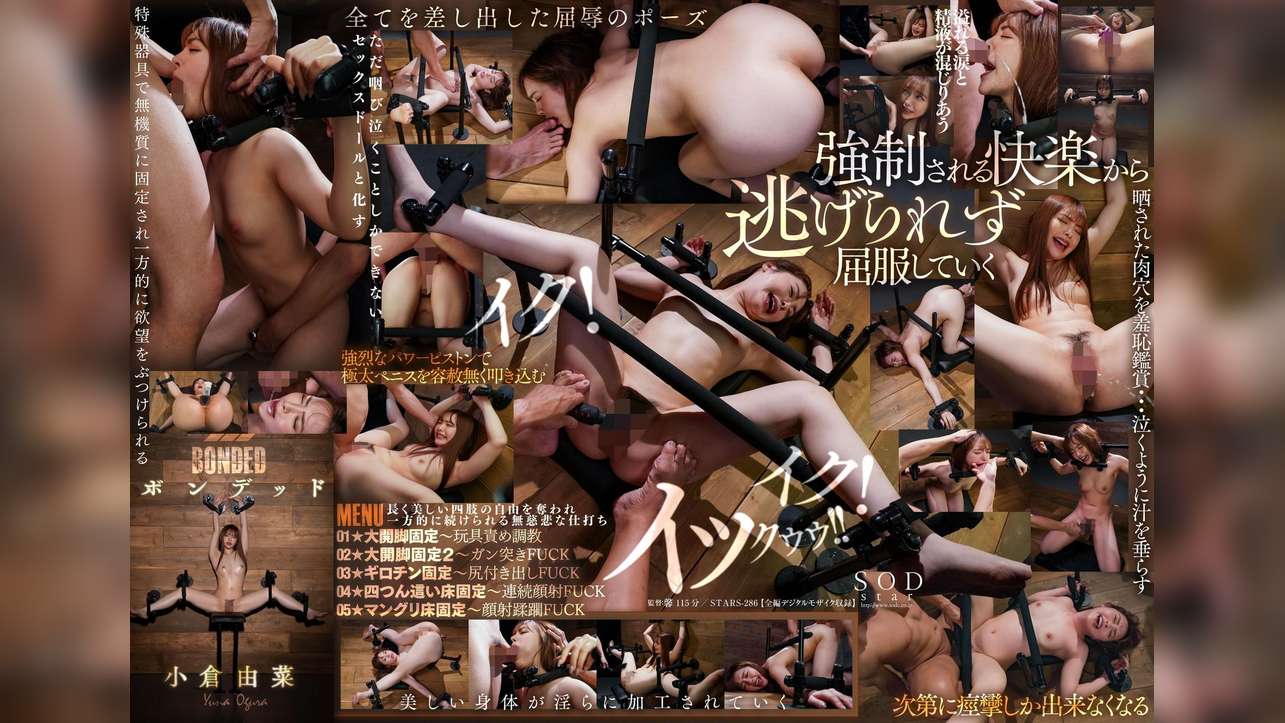 特殊器具で無機質に固定され一方的に欲望をぶつけられる
全てを差し出した屈辱のポーズ
ただ咽び泣くことしかできない
セックスドールと化す
溢れる涙と
精液が混じりあう
強制される快楽から
逃げられず
屈服していく
晒された肉穴を羞恥鑑賞…泣くように汁を垂らす
イク!
強烈なパワーピストンで
極太ペニスを容赦無く叩き込む
BONDED
ボンデッド
小倉由菜
Yuna Ogura
MENU
長く美しい四肢の自由を奪われ
一方的に続けられる無慈悲な仕打ち
01★大開脚固定～玩具責め調教
02★大開脚固定2～ガン突きFUCK
03★ギロチン固定～尻付き出しFUCK
04★四つん這い床固定～連続顔射FUCK
05★マングリ床固定～顔射蹂躙FUCK
イク!
イックゥゥ!!
SOD
star
監督:馨 115分/STARS-286【全編デジタルモザイク収録】
美しい身体が淫らに加工されていく
次第に痙攣しか出来なくなる